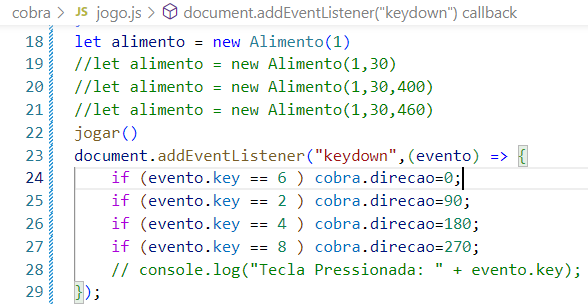 cobra > JS jogo.js > document.addEventListener("keydown") callback
18 let alimento = new Alimento(1)
19 //let alimento = new Alimento(1,30)
20 //let alimento = new Alimento(1,30,400)
21 //let alimento = new Alimento(1,30,460)
22 jogar()
23 document.addEventListener("keydown",(evento) => {
24 if (evento.key == 6 ) cobra.direcao=0;
25 if (evento.key == 2 ) cobra.direcao=90;
26 if (evento.key == 4 ) cobra.direcao=180;
27 if (evento.key == 8 ) cobra.direcao=270;
28 // console.log("Tecla Pressionada: " + evento.key);
29 });